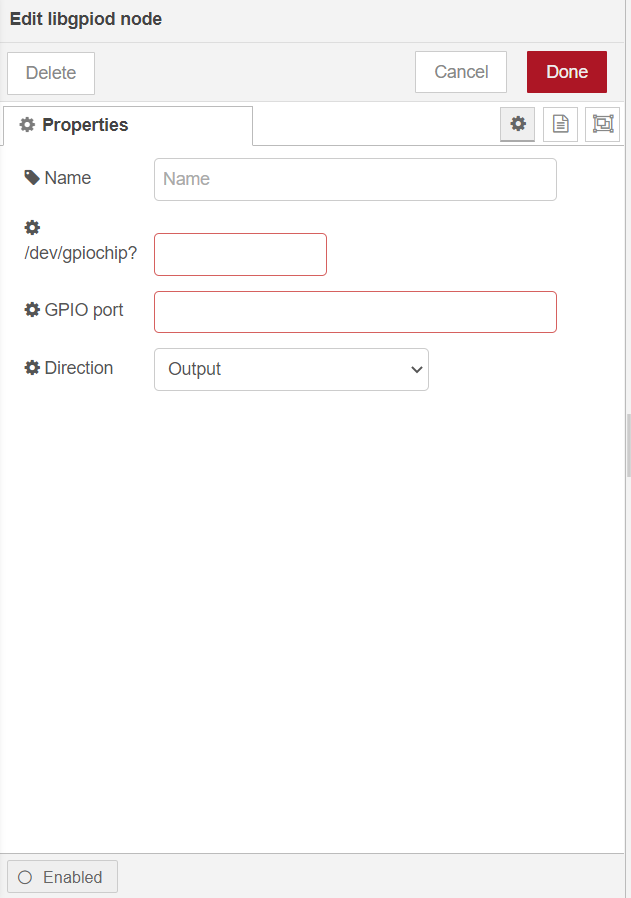 Edit libgpiod node
Delete
Cancel
Done
Properties
Name
Name
/dev/gpiochip?
GPIO port
Direction
Output
Enabled